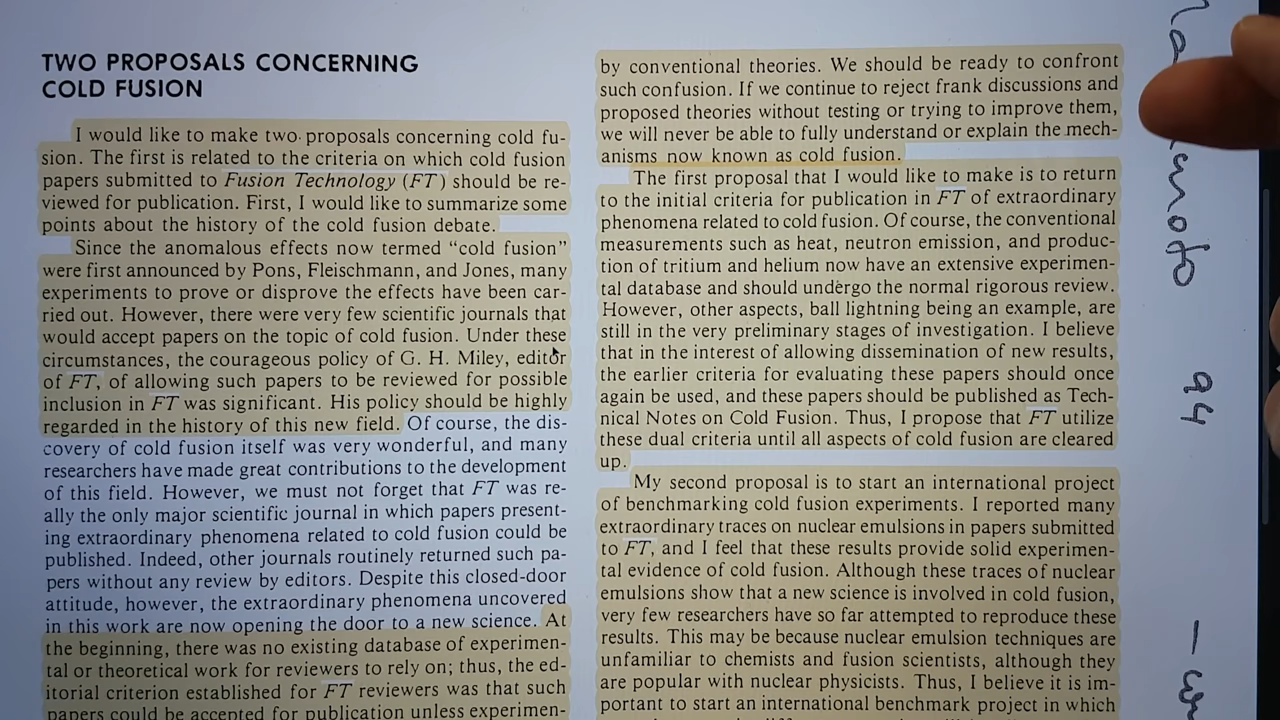 TWO PROPOSALS CONCERNING
COLD FUSION
I would like to make two proposals concerning cold fu-
sion. The first is related to the criteria on which cold fusion
papers submitted to Fusion Technology (FT) should be re-
viewed for publication. First, I would like to summarize some
points about the history of the cold fusion debate.
Since the anomalous effects now termed “cold fusion”
were first announced by Pons, Fleischmann, and Jones, many
experiments to prove or disprove the effects have been car-
ried out. However, there were very few scientific journals that
would accept papers on the topic of cold fusion. Under these
circumstances, the courageous policy of G. H. Miley, editor
of FT, of allowing such papers to be reviewed for possible
inclusion in FT was significant. His policy should be highly
regarded in the history of this new field. Of course, the dis-
covery of cold fusion itself was very wonderful, and many
researchers have made great contributions to the development
of this field. However, we must not forget that FT was re-
ally the only major scientific journal in which papers present-
ing extraordinary phenomena related to cold fusion could be
published. Indeed, other journals routinely returned such pa-
pers without any review by editors. Despite this closed-door
attitude, however, the extraordinary phenomena uncovered
in this work are now opening the door to a new science. At
the beginning, there was no existing database of experimen-
tal or theoretical work for reviewers to rely on; thus, the ed-
itorial criterion established for FT reviewers was that such
papers could be accepted for publication unless experimen-
by conventional theories. We should be ready to confront
such confusion. If we continue to reject frank discussions and
proposed theories without testing or trying to improve them,
we will never be able to fully understand or explain the mech-
anisms now known as cold fusion.
The first proposal that I would like to make is to return
to the initial criteria for publication in FT of extraordinary
phenomena related to cold fusion. Of course, the conventional
measurements such as heat, neutron emission, and produc-
tion of tritium and helium now have an extensive experimen-
tal database and should undergo the normal rigorous review.
However, other aspects, ball lightning being an example, are
still in the very preliminary stages of investigation. I believe
that in the interest of allowing dissemination of new results,
the earlier criteria for evaluating these papers should once
again be used, and these papers should be published as Tech-
nical Notes on Cold Fusion. Thus, I propose that FT utilize
these dual criteria until all aspects of cold fusion are cleared
up.
My second proposal is to start an international project
of benchmarking cold fusion experiments. I reported many
extraordinary traces on nuclear emulsions in papers submitted
to FT, and I feel that these results provide solid experimen-
tal evidence of cold fusion. Although these traces of nuclear
emulsions show that a new science is involved in cold fusion,
very few researchers have so far attempted to reproduce these
results. This may be because nuclear emulsion techniques are
unfamiliar to chemists and fusion scientists, although they
are popular with nuclear physicists. Thus, I believe it is im-
portant to start an international benchmark project in which
94